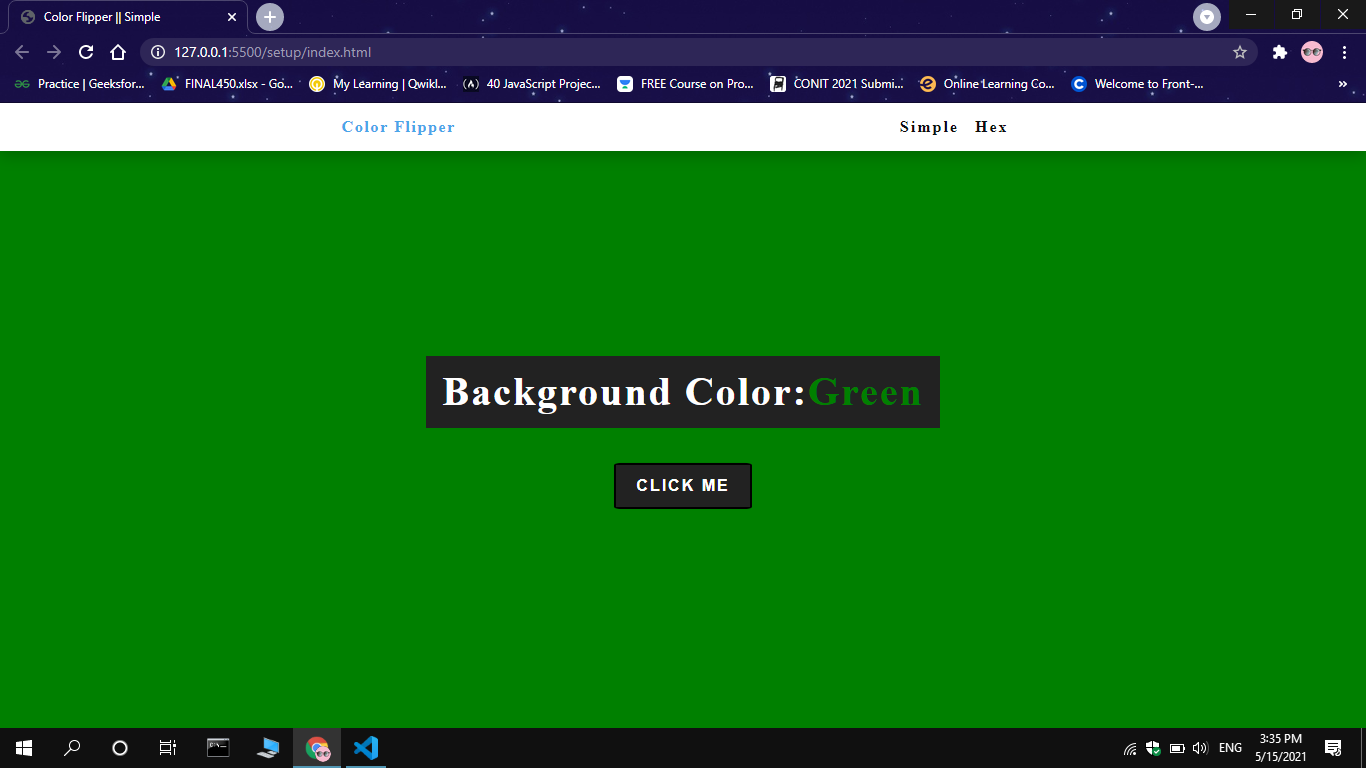 Color Flipper || Simple
127.0.0.1:5500/setup/index.html
Practice | Geeksfor... FINAL450.xlsx - Go... My Learning | Qwikl... 40 JavaScript Projec... FREE Course on Pro... CONIT 2021 Submi... Online Learning Co... Welcome to Front-... »
Color Flipper Simple Hex
Background Color:Green
CLICK ME
ENG
3:35 PM
5/15/2021